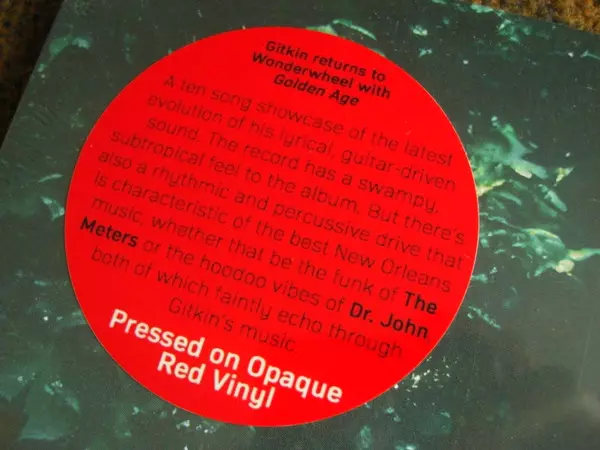 Gitkin returns to
Wonderwheel with
Golden Age
A ten song showcase of the latest
evolution of his lyrical, guitar-driven
sound. The record has a swampy,
subtropical feel to the album. But there's
also a rhythmic and percussive drive that
is characteristic of the best New Orleans
music, whether that be the funk of The
Meters or the hoodoo vibes of Dr. John
both of which faintly echo through
Gitkin's music
Pressed on Opaque
Red Vinyl